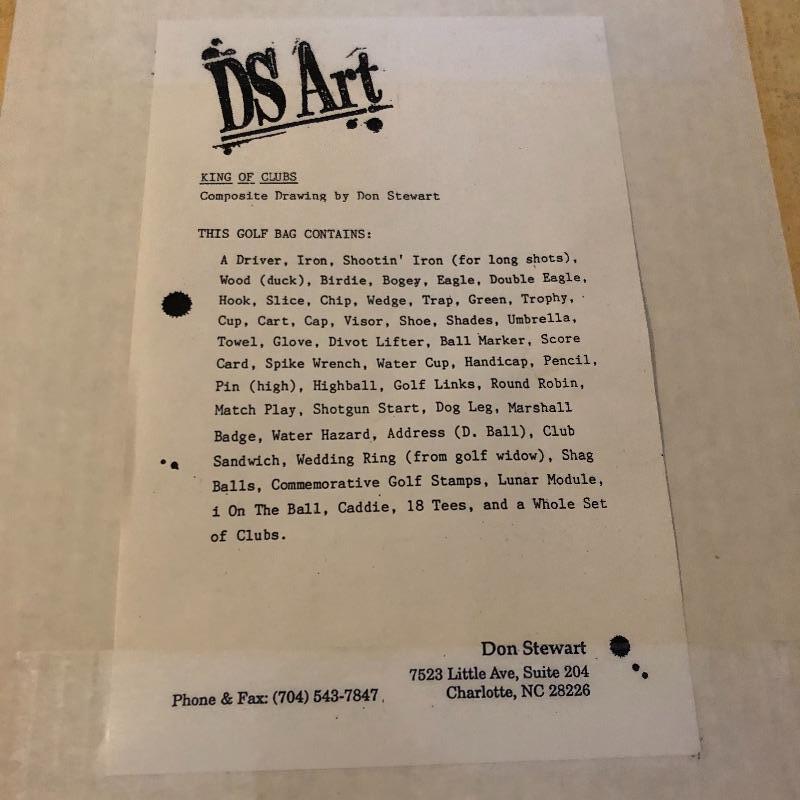 DS Art
KING OF CLUBS
Composite Drawing by Don Stewart
THIS GOLF BAG CONTAINS:
A Driver, Iron, Shootin' Iron (for long shots),
Wood (duck), Birdie, Bogey, Eagle, Double Eagle,
Hook, Slice, Chip, Wedge, Trap, Green, Trophy,
Cup, Cart, Cap, Visor, Shoe, Shades, Umbrella,
Towel, Glove, Divot Lifter, Ball Marker, Score
Card, Spike Wrench, Water Cup, Handicap, Pencil,
Pin (high), Highball, Golf Links, Round Robin,
Match Play, Shotgun Start, Dog Leg, Marshall
Badge, Water Hazard, Address (D. Ball), Club
Sandwich, Wedding Ring (from golf widow), Shag
Balls, Commemorative Golf Stamps, Lunar Module,
i On The Ball, Caddie, 18 Tees, and a Whole Set
of Clubs.
Don Stewart
7523 Little Ave, Suite 204
Charlotte, NC 28226
Phone & Fax: (704) 543-7847